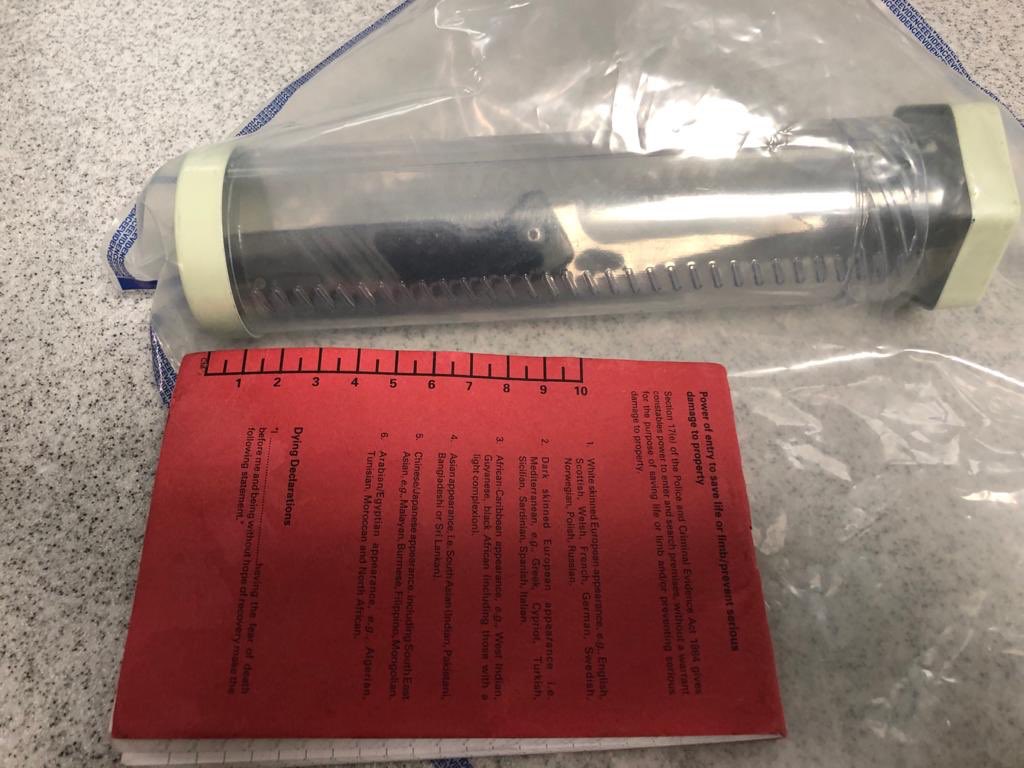 EVIDENCEEVIDENCEEVIDENCEEVIDENCE
CM
1 2 3 4 5 6 7 8 9 10
Power of entry to save life or limb/prevent serious
damage to property
Section 17(e) of the Police and Criminal Evidence Act 1984 gives
constables power to enter and search premises, without a warrant
for the purpose of saving life or limb and/or preventing serious
damage to property.
1. White skinned European appearance, e.g., English,
Scottish, Welsh, French, German, Swedish,
Norwegian, Polish, Russian.
2. Dark skinned European appearance i.e.
Mediterranean, e.g., Greek, Cypriot, Turkish,
Sicilian, Sardinian, Spanish, Italian.
3. African-Caribbean appearance, e.g., West Indian,
Guyanese, black African (including those with a
light complexion).
4. Asian appearance, i.e. South Asian (Indian, Pakistani,
Bangladeshi or Sri Lankan).
5. Chinese/Japanese appearance, including South East
Asian, e.g., Malayan, Burmese, Filippino, Mongolian.
6. Arabian/Egyptian appearance, e.g., Algerian,
Tunisian, Moroccan and North African.
Dying Declarations
"I ..................having the fear of death
before me and being without hope of recovery make the
following statement."